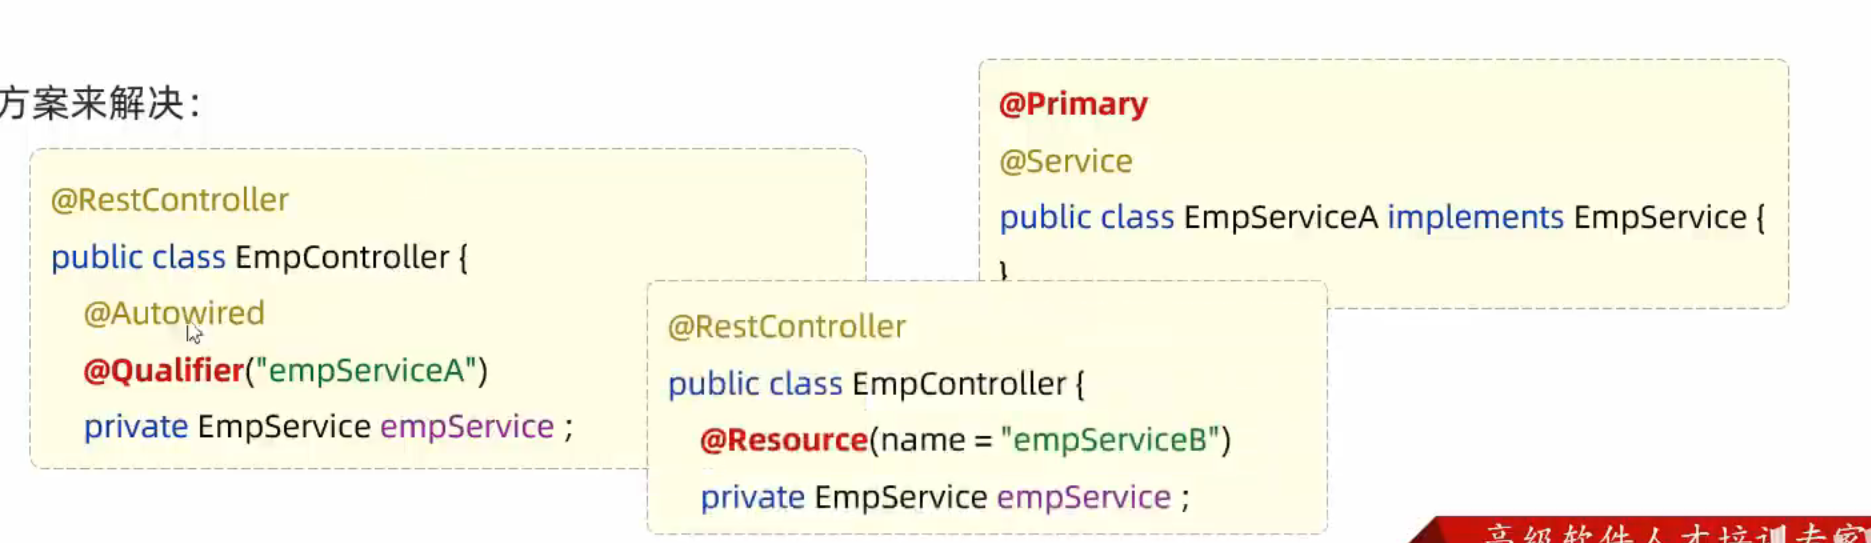 方案来解决：
@RestController
public class EmpController {
@Autowired
@Qualifier("empServiceA")
private EmpService empService ;
@Primary
@Service
public class EmpServiceA implements EmpService {
}
@RestController
public class EmpController {
@Resource(name = "empServiceB")
private EmpService empService ;
高级软件人才培训专家